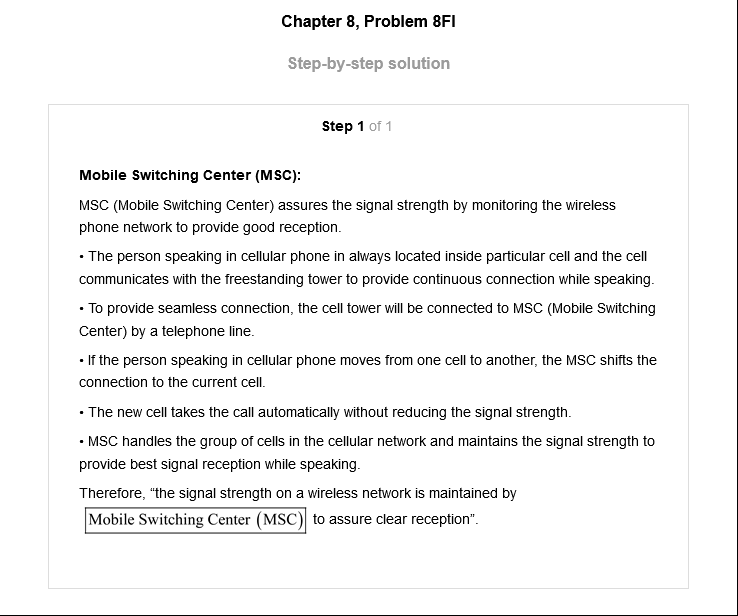 Chapter 8, Problem 8FI
Step-by-step solution
Step 1 of 1
Mobile Switching Center (MSC):
MSC (Mobile Switching Center) assures the signal strength by monitoring the wireless
phone network to provide good reception.
• The person speaking in cellular phone in always located inside particular cell and the cell
communicates with the freestanding tower to provide continuous connection while speaking.
• To provide seamless connection, the cell tower will be connected to MSC (Mobile Switching
Center) by a telephone line.
• If the person speaking in cellular phone moves from one cell to another, the MSC shifts the
connection to the current cell.
• The new cell takes the call automatically without reducing the signal strength.
• MSC handles the group of cells in the cellular network and maintains the signal strength to
provide best signal reception while speaking.
Therefore, “the signal strength on a wireless network is maintained by
Mobile Switching Center (MSC) to assure clear reception”.